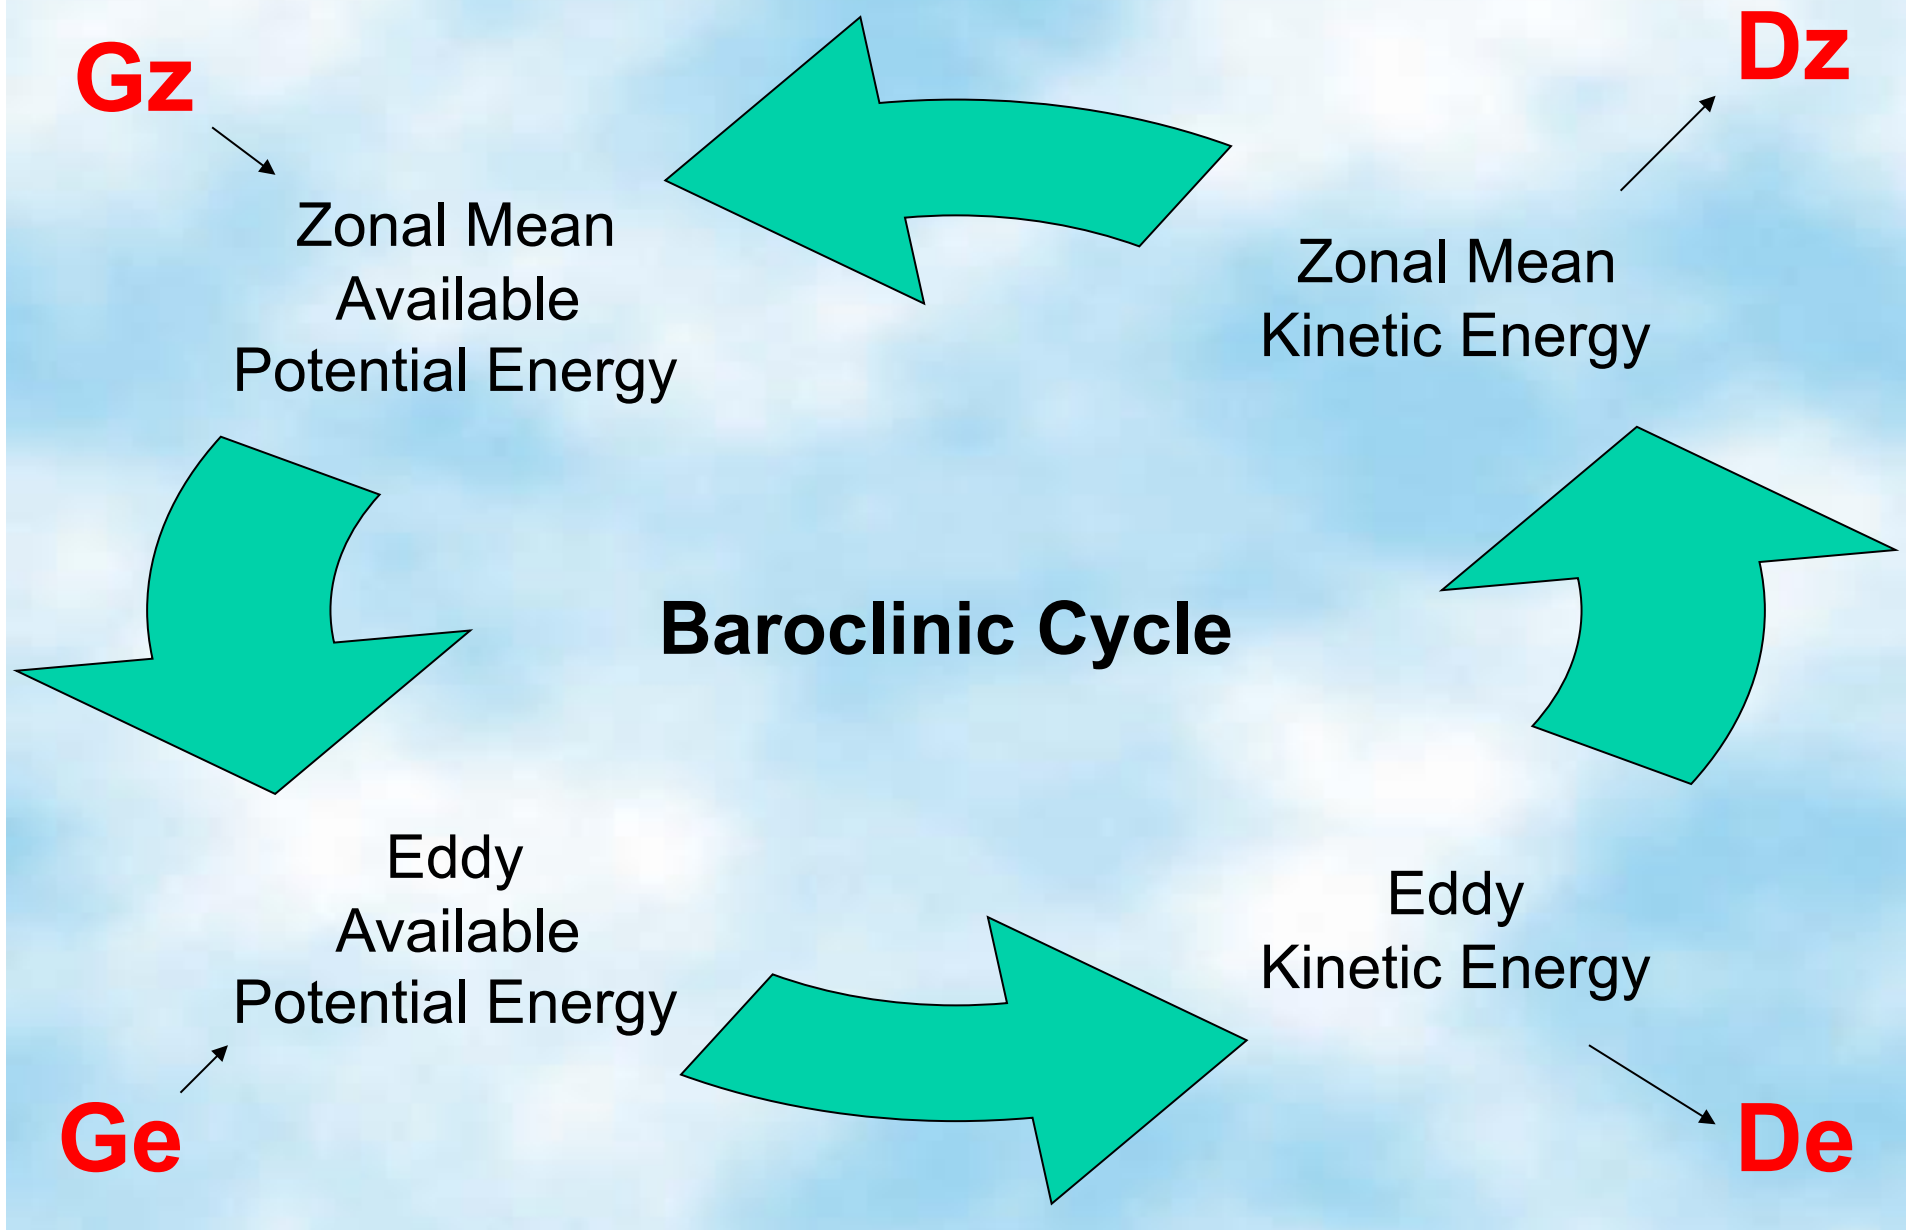 Gz
Dz
Zonal Mean
Available
Potential Energy
Zonal Mean
Kinetic Energy
Baroclinic Cycle
Eddy
Available
Potential Energy
Eddy
Kinetic Energy
Ge
De